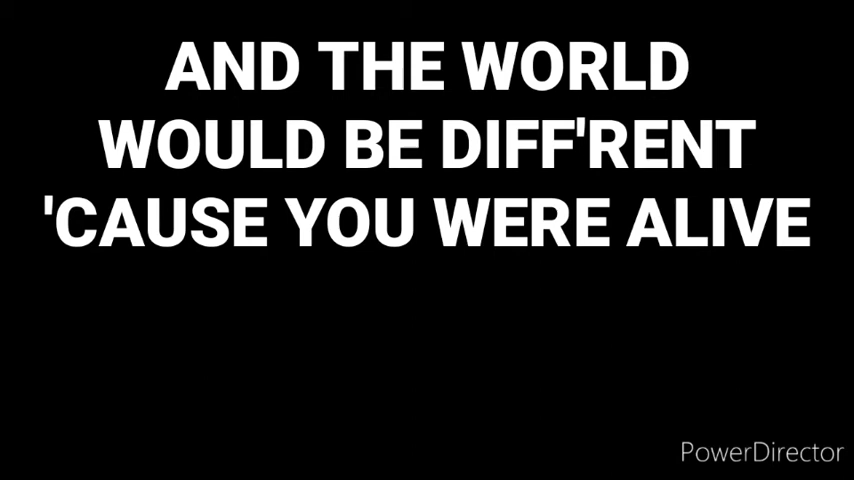 AND THE WORLD
WOULD BE DIFF'RENT
'CAUSE YOU WERE ALIVE
PowerDirector